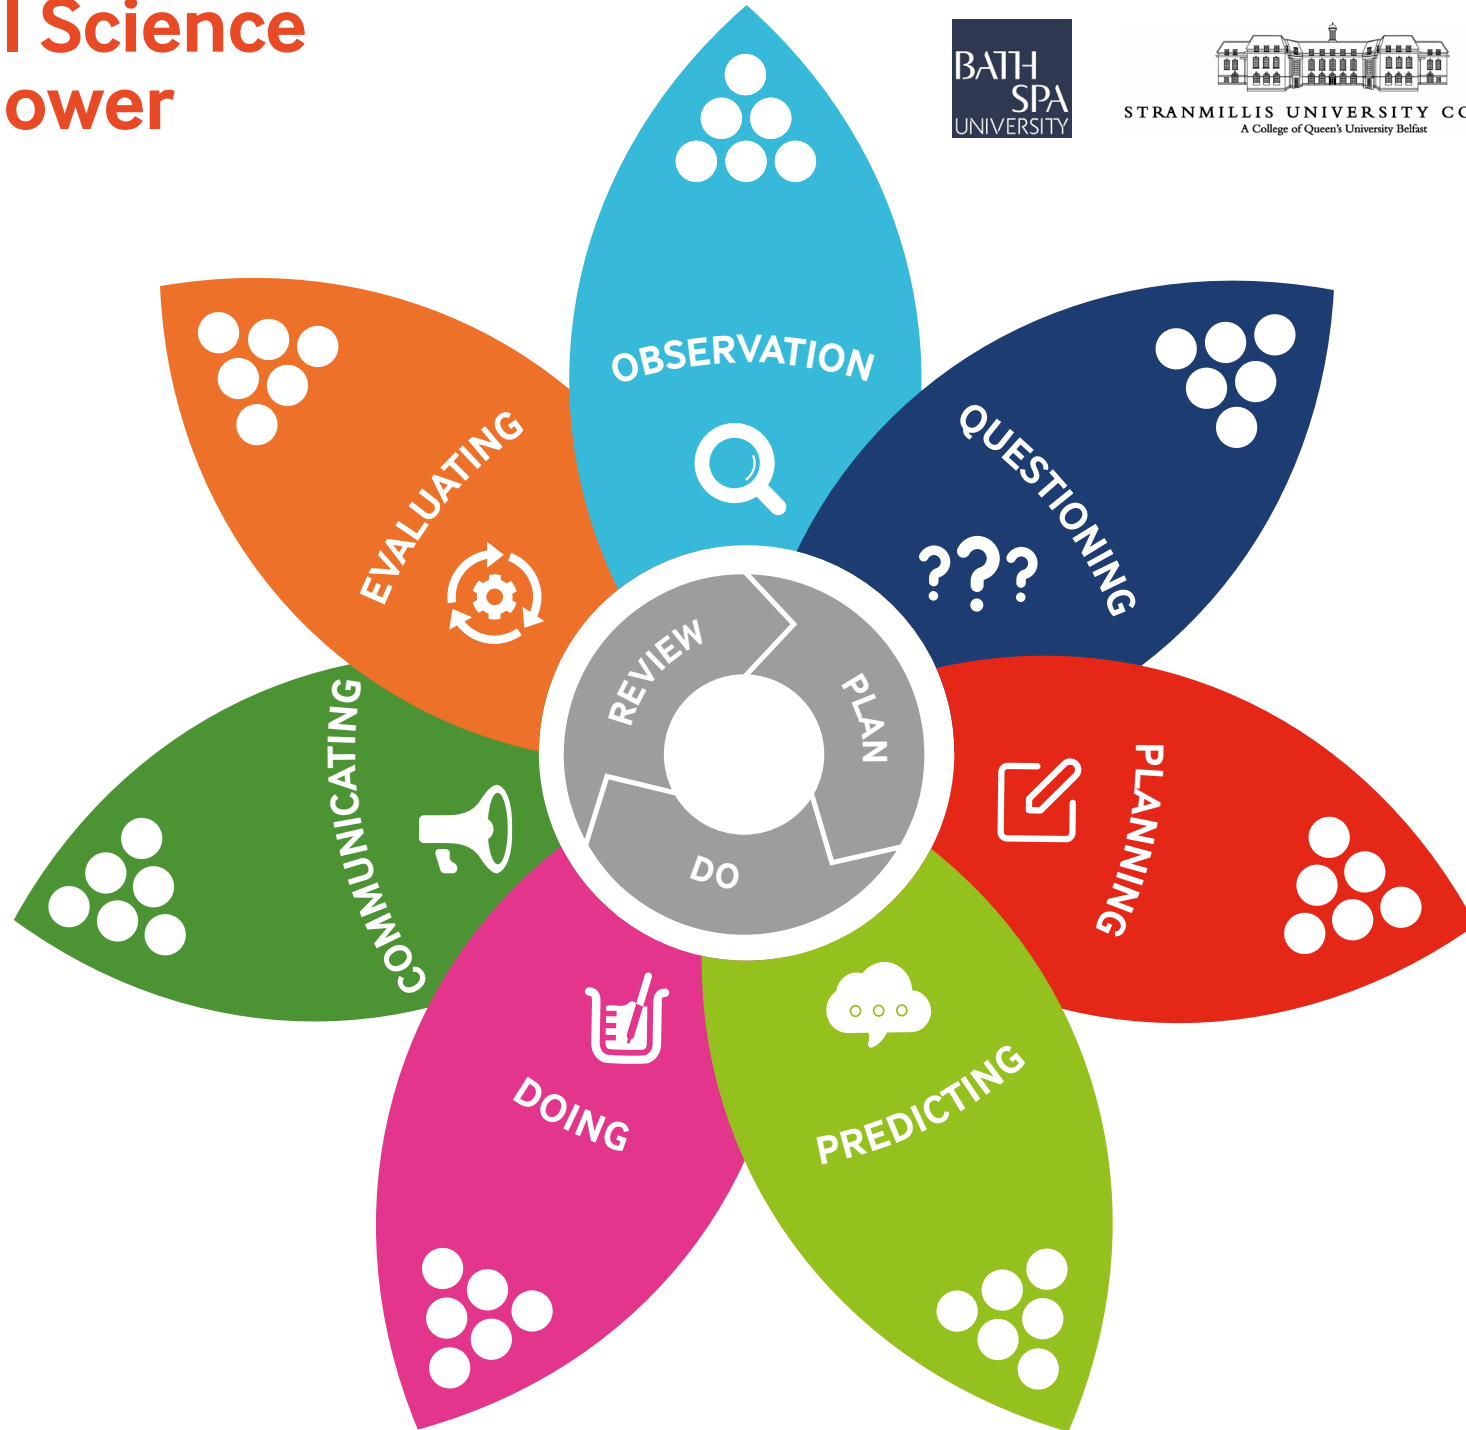 l Science
ower
BATH
SPA
UNIVERSITY
STRANMILLIS UNIVERSITY CO
A College of Queen's University Belfast
OBSERVATION
QUESTIONING
???
PLANNING
PREDICTING
DOING
COMMUNICATING
EVALUATING
REVIEW
PLAN
DO